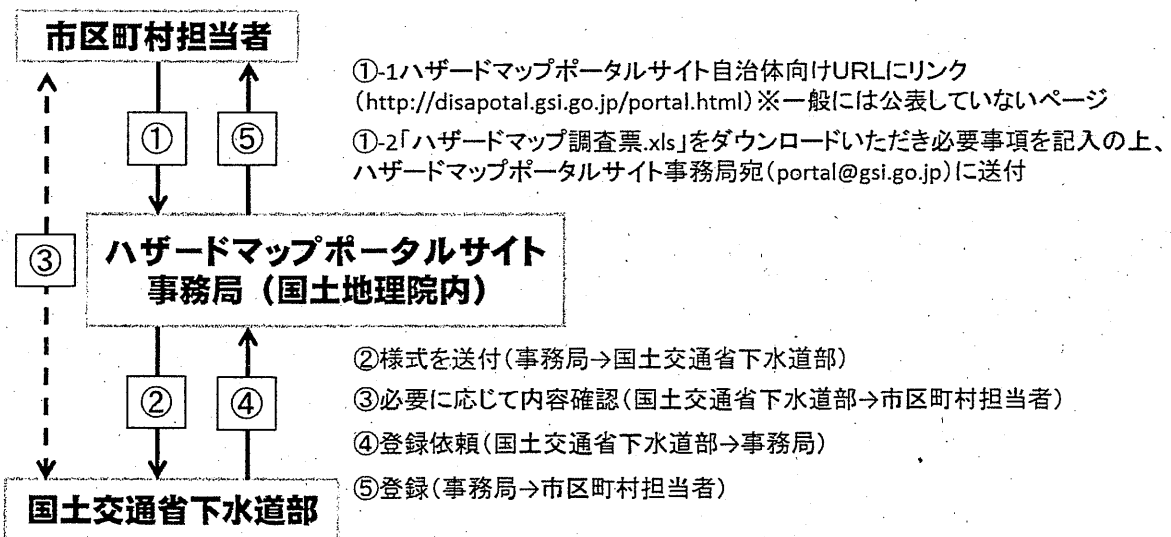 市区町村担当者
①-1ハザードマップポータルサイト自治体向けURLにリンク
（http://disapotal.gsi.go.jp/portal.html）※一般には公表していないページ
①
⑤
①-2「ハザードマップ調査票.xls」をダウンロードいただき必要事項を記入の上、
ハザードマップポータルサイト事務局宛（portal@gsi.go.jp）に送付
③
ハザードマップポータルサイト
事務局（国土地理院内）
②様式を送付（事務局→国土交通省下水道部）
②
④
③必要に応じて内容確認（国土交通省下水道部→市区町村担当者）
④登録依頼（国土交通省下水道部→事務局）
⑤登録（事務局→市区町村担当者）
国土交通省下水道部